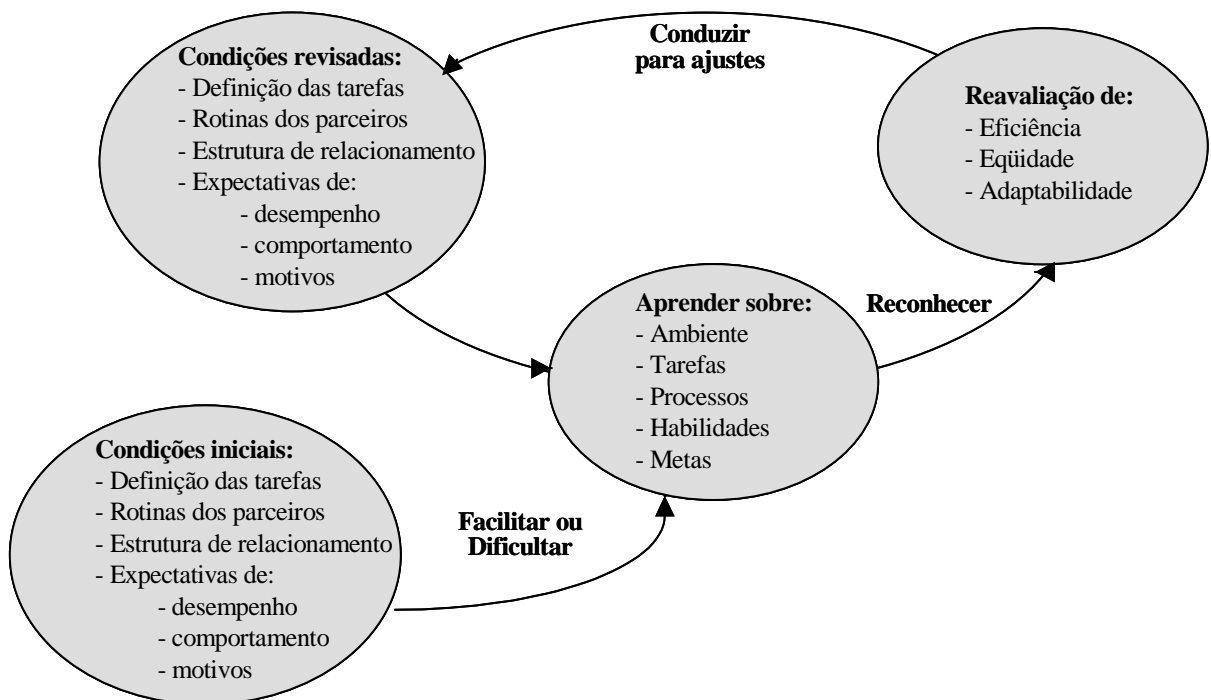 Conduzir
para ajustes
Condições revisadas:
- Definição das tarefas
- Rotinas dos parceiros
- Estrutura de relacionamento
- Expectativas de:
- desempenho
- comportamento
- motivos
Reavaliação de:
- Eficiência
- Eqüidade
- Adaptabilidade
Aprender sobre:
- Ambiente
- Tarefas
- Processos
- Habilidades
- Metas
Reconhecer
Condições iniciais:
- Definição das tarefas
- Rotinas dos parceiros
- Estrutura de relacionamento
- Expectativas de:
- desempenho
- comportamento
- motivos
Facilitar ou
Dificultar